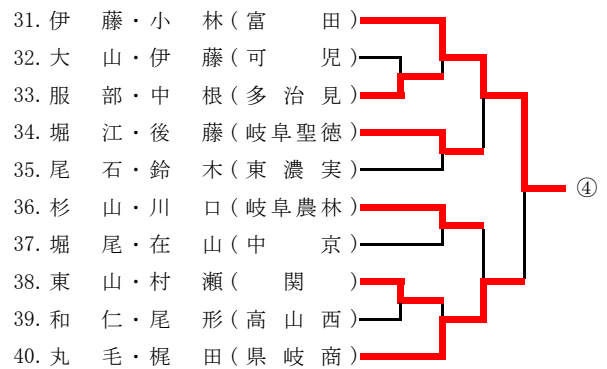 31. 伊　藤・小　林(富　　田)
32. 大　山・伊　藤(可　　児)
33. 服　部・中　根(多 治 見)
34. 堀　江・後　藤(岐阜聖徳)
35. 尾　石・鈴　木(東 濃 実)
36. 杉　山・川　口(岐阜農林)
37. 堀　尾・在　山(中　　京)
38. 東　山・村　瀬(　関　)
39. 和　仁・尾　形(高 山 西)
40. 丸　毛・梶　田(県 岐 商)
④